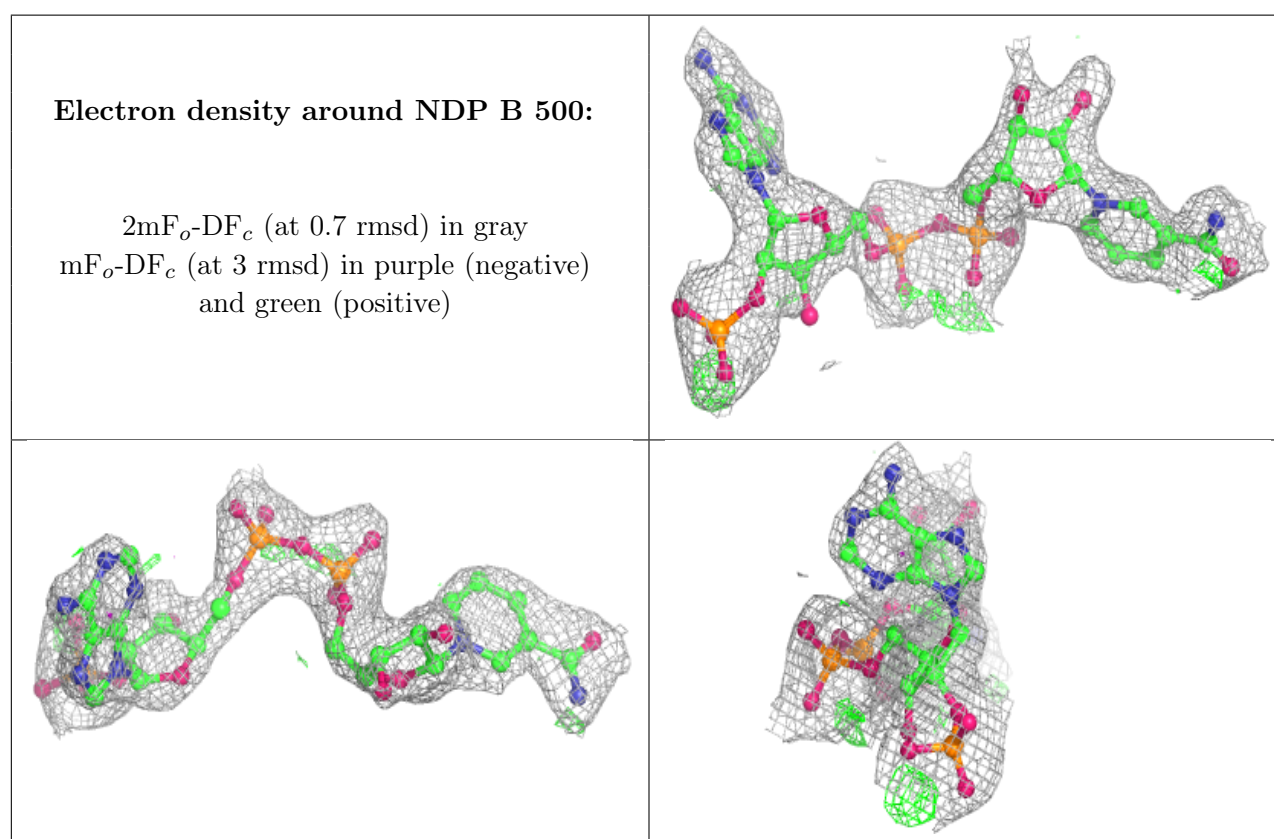 Electron density around NDP B 500:
2mFo-DFc (at 0.7 rmsd) in gray
mFo-DFc (at 3 rmsd) in purple (negative)
and green (positive)